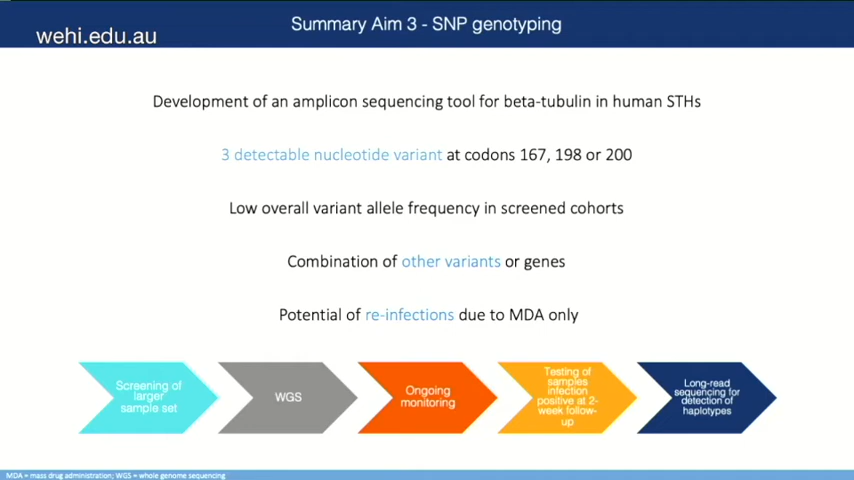 Summary Aim 3 - SNP genotyping
wehi.edu.au
Development of an amplicon sequencing tool for beta-tubulin in human STHs
3 detectable nucleotide variant at codons 167, 198 or 200
Low overall variant allele frequency in screened cohorts
Combination of other variants or genes
Potential of re-infections due to MDA only
Screening of
larger
sample set
WGS
Ongoing
monitoring
Testing of
samples
infection
positive at 2-
week follow-
up
Long-read
sequencing for
detection of
haplotypes
MDA = mass drug administration; WGS = whole genome sequencing